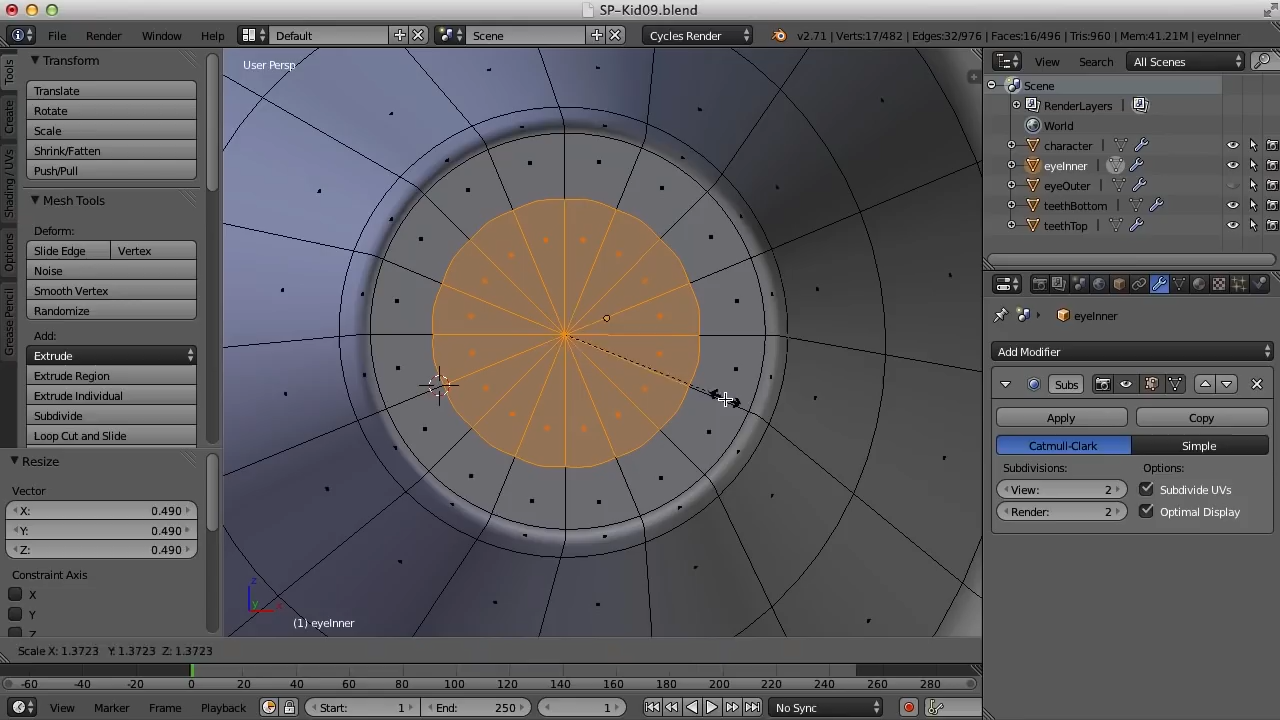 SP-Kid09.blend
File Render Window Help Default Scene Cycles Render v2.71 | Verts:17/482 | Edges:32/976 | Faces:16/496 | Tris:960 | Mem:41.21M | eyeInner
Tools
Create
Shading / UVs
Options
Grease Pencil
Transform
Translate
Rotate
Scale
Shrink/Fatten
Push/Pull
Mesh Tools
Deform:
Slide Edge Vertex
Noise
Smooth Vertex
Randomize
Add:
Extrude
Extrude Region
Extrude Individual
Subdivide
Loop Cut and Slide
Resize
Vector
X: 0.490
Y: 0.490
Z: 0.490
Constraint Axis
X
Y
Z
User Persp
z
y x
(1) eyeInner
Scale X: 1.3723 Y: 1.3723 Z: 1.3723
View Search All Scenes
Scene
RenderLayers
World
character
eyeInner
eyeOuter
teethBottom
teethTop
eyeInner
Add Modifier
Subs
Apply Copy
Catmull-Clark Simple
Subdivisions: Options:
View: 2 Subdivide UVs
Render: 2 Optimal Display
-60 -40 -20 0 20 40 60 80 100 120 140 160 180 200 220 240 260 280
View Marker Frame Playback Start: 1 End: 250 1 No Sync